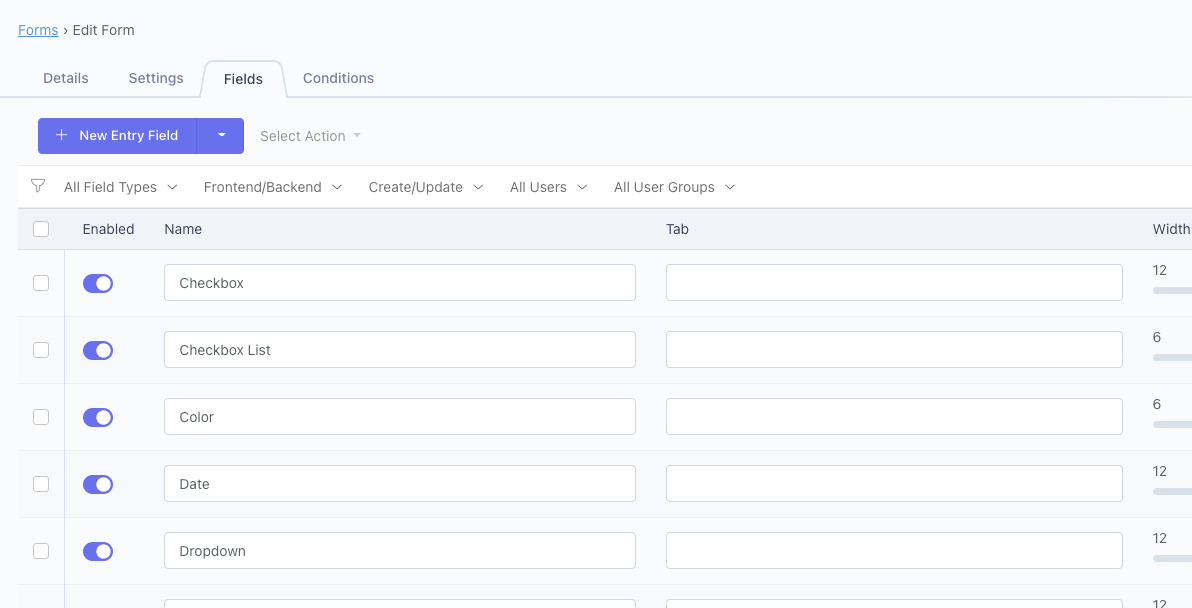 Forms › Edit Form
Details Settings Fields Conditions
+ New Entry Field Select Action
All Field Types Frontend/Backend Create/Update All Users All User Groups
Enabled Name Tab Width
Checkbox 12
Checkbox List 6
Color 6
Date 12
Dropdown 12
12